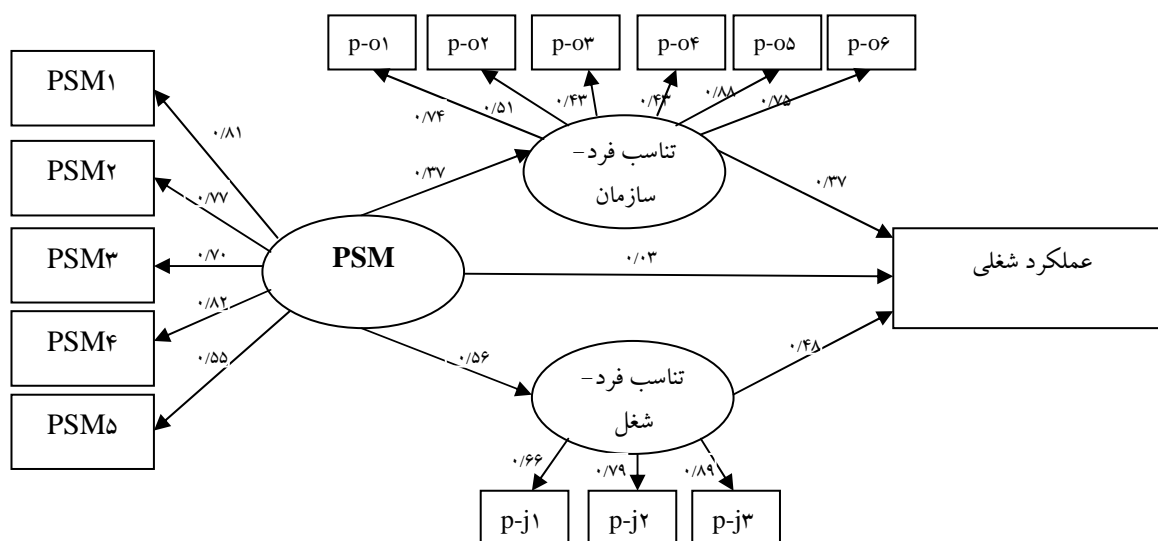 p-o۱ p-o۲ p-o۳ p-o۴ p-o۵ p-o۶
۰/۷۴ ۰/۵۱ ۰/۴۳ ۰/۴۳ ۰/۸۸ ۰/۷۵
PSM۱
PSM۲
PSM۳
PSM۴
PSM۵
۰/۸۱
۰/۷۷
۰/۷۰
۰/۸۲
۰/۵۵
PSM
۰/۳۷
تناسب فرد–
سازمان
۰/۳۷
۰/۰۳
عملکرد شغلی
۰/۵۶
تناسب فرد–
شغل
۰/۴۸
۰/۶۶ ۰/۷۹ ۰/۸۹
p-j۱ p-j۲ p-j۳